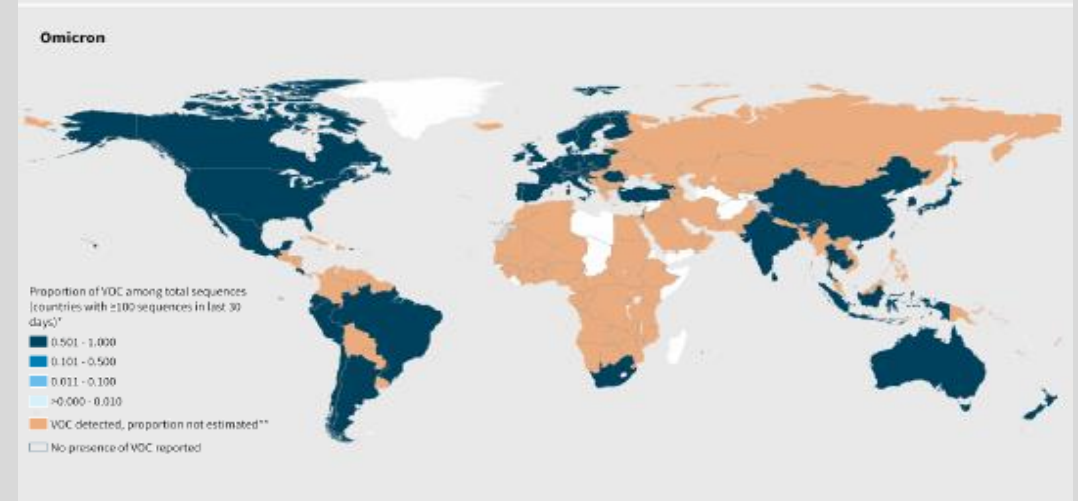 Omicron
Proportion of VOC among total sequences
(countries with ≥100 sequences in last 30
days)*
0.501 - 1.000
0.101 - 0.500
0.011 - 0.100
>0.000 - 0.010
VOC detected, proportion not estimated**
No presence of VOC reported